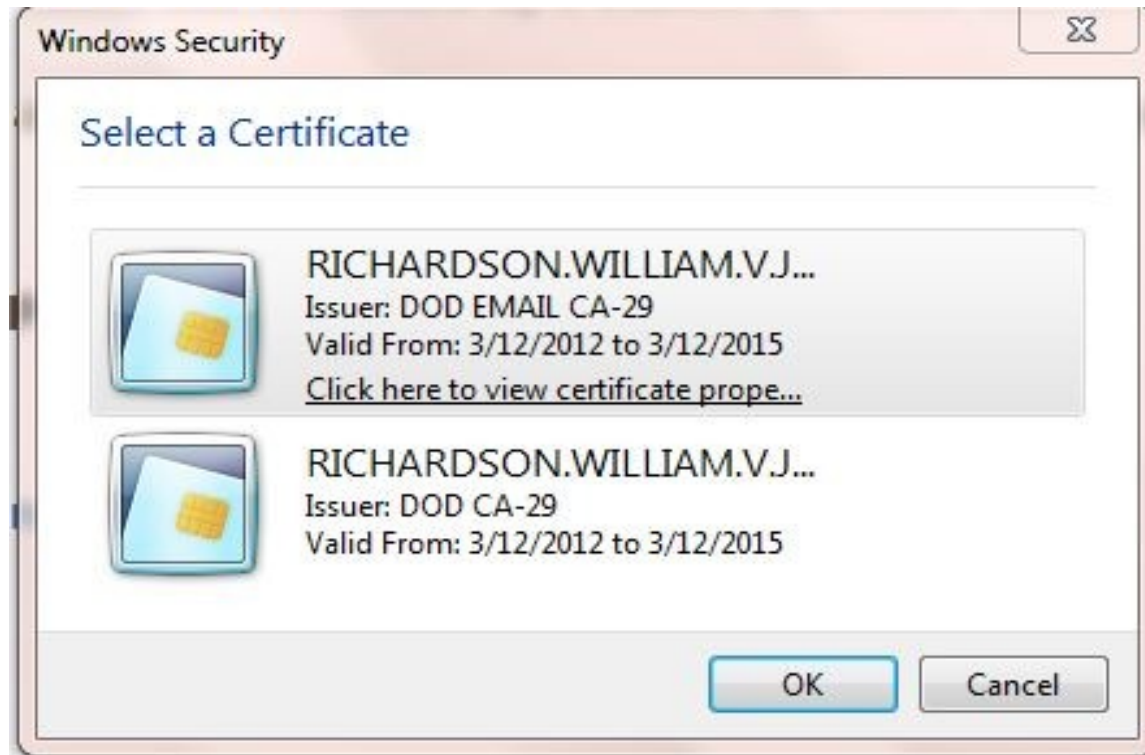 Windows Security
Select a Certificate
RICHARDSON.WILLIAM.V.J...
Issuer: DOD EMAIL CA-29
Valid From: 3/12/2012 to 3/12/2015
Click here to view certificate prope...
RICHARDSON.WILLIAM.V.J...
Issuer: DOD CA-29
Valid From: 3/12/2012 to 3/12/2015
OK Cancel